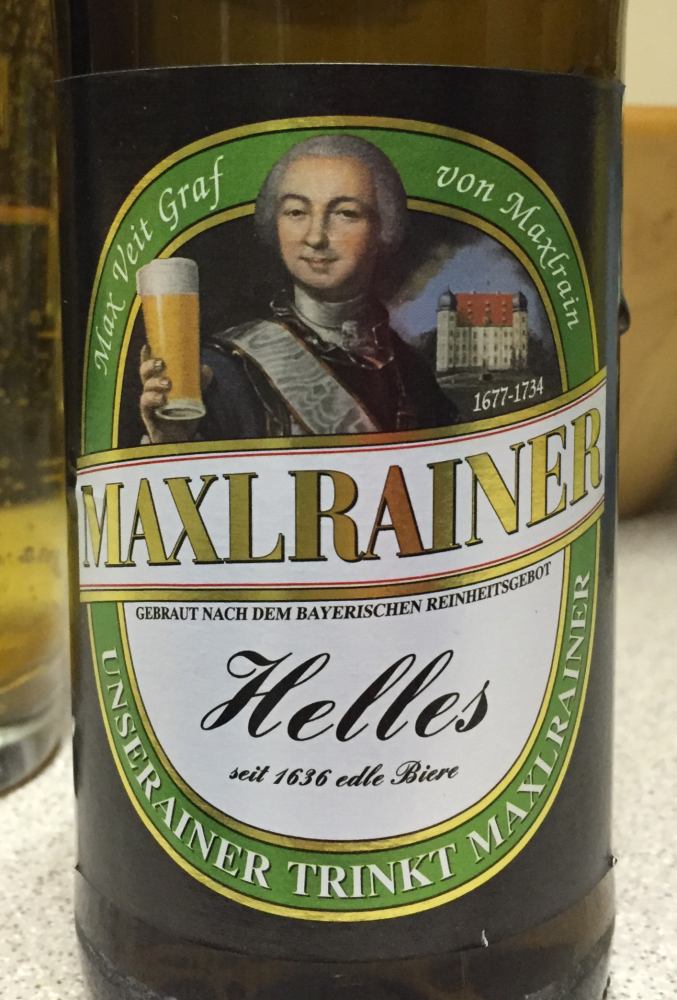 Max Veit Graf von Maxlrain
1677-1734
MAXLRAINER
GEBRAUT NACH DEM BAYERISCHEN REINHEITSGEBOT
Helles
seit 1636 edle Biere
UNSERAINER TRINKT MAXLRAINER